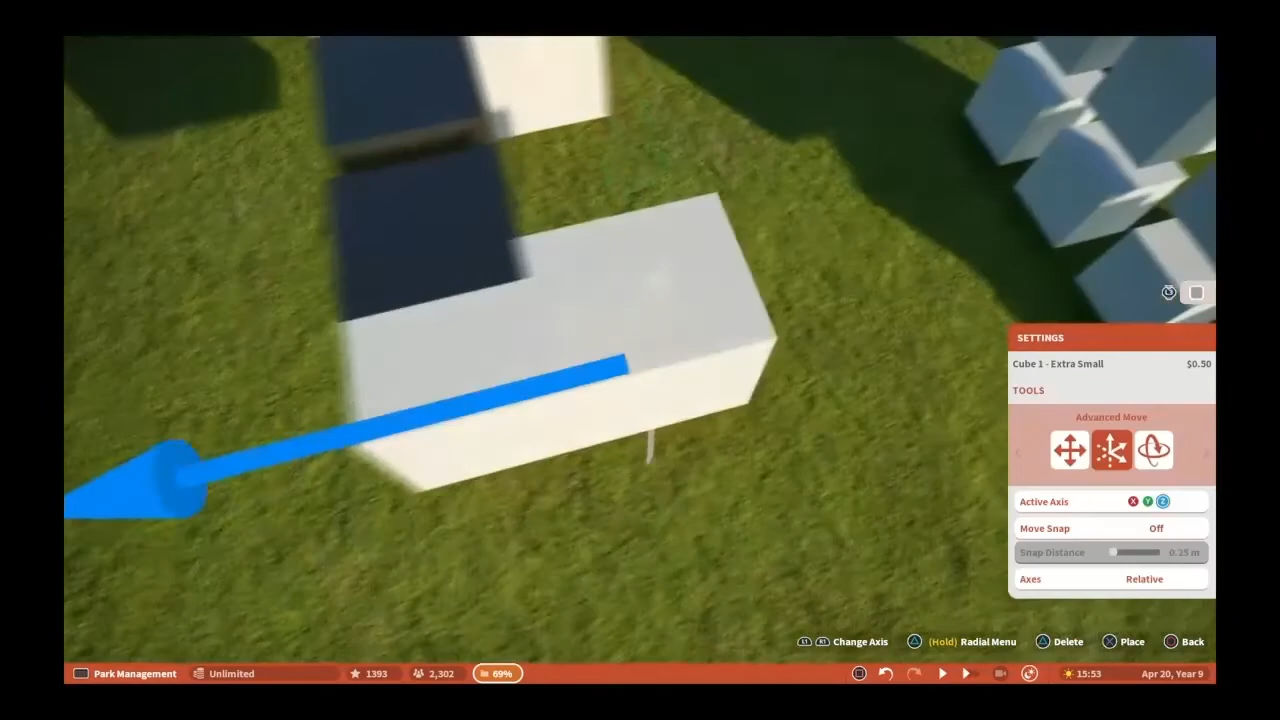 SETTINGS
Cube 1 - Extra Small $0.50
TOOLS
Advanced Move
Active Axis X Y Z
Move Snap Off
Snap Distance 0.25 m
Axes Relative
L1 R1 Change Axis (Hold) Radial Menu Delete Place Back
Park Management Unlimited 1393 2,302 69% 15:53 Apr 20, Year 9